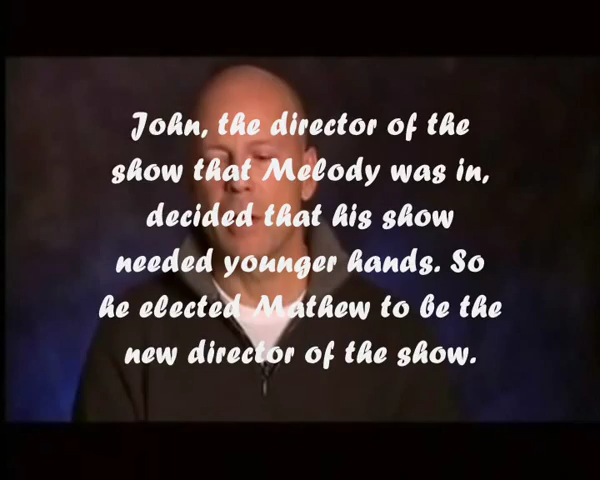 John, the director of the
show that Melody was in,
decided that his show
needed younger hands. So
he elected Mathew to be the
new director of the show.